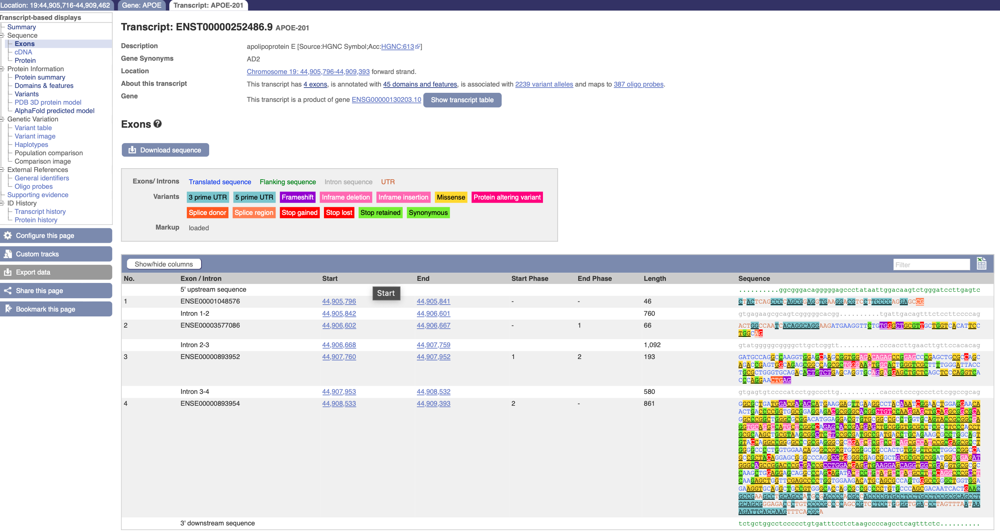 Location: 19:44,905,716-44,909,462 Gene: APOE Transcript: APOE-201
Transcript-based displays
Summary
Sequence
Exons
cDNA
Protein
Protein Information
Protein summary
Domains & features
Variants
PDB 3D protein model
AlphaFold predicted model
Genetic Variation
Variant table
Variant image
Haplotypes
Population comparison
Comparison image
External References
General identifiers
Oligo probes
Supporting evidence
ID History
Transcript history
Protein history
Configure this page
Custom tracks
Export data
Share this page
Bookmark this page
Transcript: ENST00000252486.9 APOE-201
Description apolipoprotein E [Source:HGNC Symbol;Acc:HGNC:613]
Gene Synonyms AD2
Location Chromosome 19: 44,905,796-44,909,393 forward strand.
About this transcript This transcript has 4 exons, is annotated with 45 domains and features, is associated with 2239 variant alleles and maps to 387 oligo probes.
Gene This transcript is a product of gene ENSG00000130203.10 Show transcript table
Exons ?
Download sequence
Exons/ Introns Translated sequence Flanking sequence Intron sequence UTR
Variants 3 prime UTR 5 prime UTR Frameshift Inframe deletion Inframe insertion Missense Protein altering variant
Splice donor Splice region Stop gained Stop lost Stop retained Synonymous
Markup loaded
Show/hide columns Filter
No. Exon / Intron Start End Start Phase End Phase Length Sequence
5' upstream sequence ..........ggcgggacagggggagccctataattggacaagtctgggatccttgagtc
Start
1 ENSE00001048576 44,905,796 44,905,841 - - 46 CTACTCAGCCCCAGCGGAGGTGAAGGACGTCCTTCCCCAGGAGCCG
Intron 1-2 44,905,842 44,906,601 760 gtgagaagcgcagtcgggggcacgg..........tgattgacagtttctccttccccag
2 ENSE00003577086 44,906,602 44,906,667 - 1 66 ACTGGCCAATCACAGGCAGGAAGATGAAGGTTCTGTGGGCTGCGTTGCTGGTCACATTCC
TGGCAG
Intron 2-3 44,906,668 44,907,759 1,092 gtatgggggcggggcttgctcggtt..........cccaccttgaacttgttccacacag
3 ENSE00000893952 44,907,760 44,907,952 1 2 193 GATGCCAGGCCAAGGTGGAGCAAGCGGTGGAGACAGAGCCGGAGCCCGAGCTGCGCCAGC
AGACCGAGTGGCAGAGCGGCCAGCGCTGGGAACTGGCACTGGGTCGCTTTTGGGATTACC
TGCGCTGGGTGCAGACACTGTCTGAGCAGGTGCAGGAGGAGCTGCTCAGCTCCCAGGTCA
CCCAGGAACTGAG
Intron 3-4 44,907,953 44,908,532 580 gtgagtgtccccatcctggcccttg..........caccctcccgccctctcggccgcag
4 ENSE00000893954 44,908,533 44,909,393 2 - 861 GGCGCTGATGGACGAGACCATGAAGGAGTTGAAGGCCTACAAATCGGAACTGGAGGAACA
ACTGACCCCGGTGGCGGAGGAGACGCGGGCACGGCTGTCCAAGGAGCTGCAGGCGGCGCA
GGCCCGGCTGGGCGCGGACATGGAGGACGTGTGCGGCCGCCTGGTGCAGTACCGCGGCGA
GGTGCAGGCCATGCTCGGCCAGAGCACCGAGGAGCTGCGGGTGCGCCTCGCCTCCCACCT
GCGCAAGCTGCGTAAGCGGCTCCTCCGCGATGCCGATGACCTGCAGAAGCGCCTGGCAGT
GTACCAGGCCGGGGCCCGCGAGGGCGCCGAGCGCGGCCTCAGCGCCATCCGCGAGCGCCT
GGGGCCCCTGGTGGAACAGGGCCGCGTGCGGGCCGCCACTGTGGGCTCCCTGGCCGGCCA
GCCGCTACAGGAGCGGGCCCAGGCCTGGGGCGAGCGGCTGCGCGCGCGGATGGAGGAGAT
GGGCAGCCGGACCCGCGACCGCCTGGACGAGGTGAAGGAGCAGGTGGCGGAGGTGCGCGC
CAAGCTGGAGGAGCAGGCCCAGCAGATACGCCTGCAGGCCGAGGCCTTCCAGGCCCGCCT
CAAGAGCTGGTTCGAGCCCCTGGTGGAAGACATGCAGCGCCAGTGGGCCGGGCTGGTGGA
GAAGGTGCAGGCTGCCGTGGGCACCAGCGCCGCCCCTGTGCCCAGCGACAATCACTGAAC
GCCGAAGCCTGCAGCCATGCGACCCCACGCCACCCCGTGCCTCCTGCCTCCGCGCAGCCT
GCAGCGGGAGACCCTGTCCCCGCCCCAGCCGTCCTCCTGGGGTGGACCCTAGTTTAATAA
AGATTCACCAAGTTTCACGCA
3' downstream sequence tctgctggcctccccctgtgatttcctctaagccccagcctcagtttctc..........